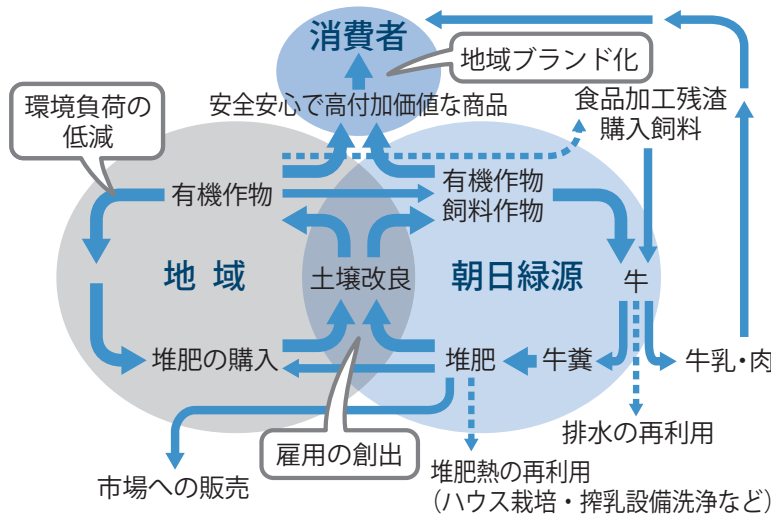 消費者
地域ブランド化
安全安心で高付加価値な商品
食品加工残渣
購入飼料
環境負荷の
低減
有機作物
有機作物
飼料作物
地域
土壌改良
朝日緑源
牛
堆肥の購入
堆肥
牛糞
牛乳・肉
雇用の創出
排水の再利用
市場への販売
堆肥熱の再利用
（ハウス栽培・搾乳設備洗浄など）